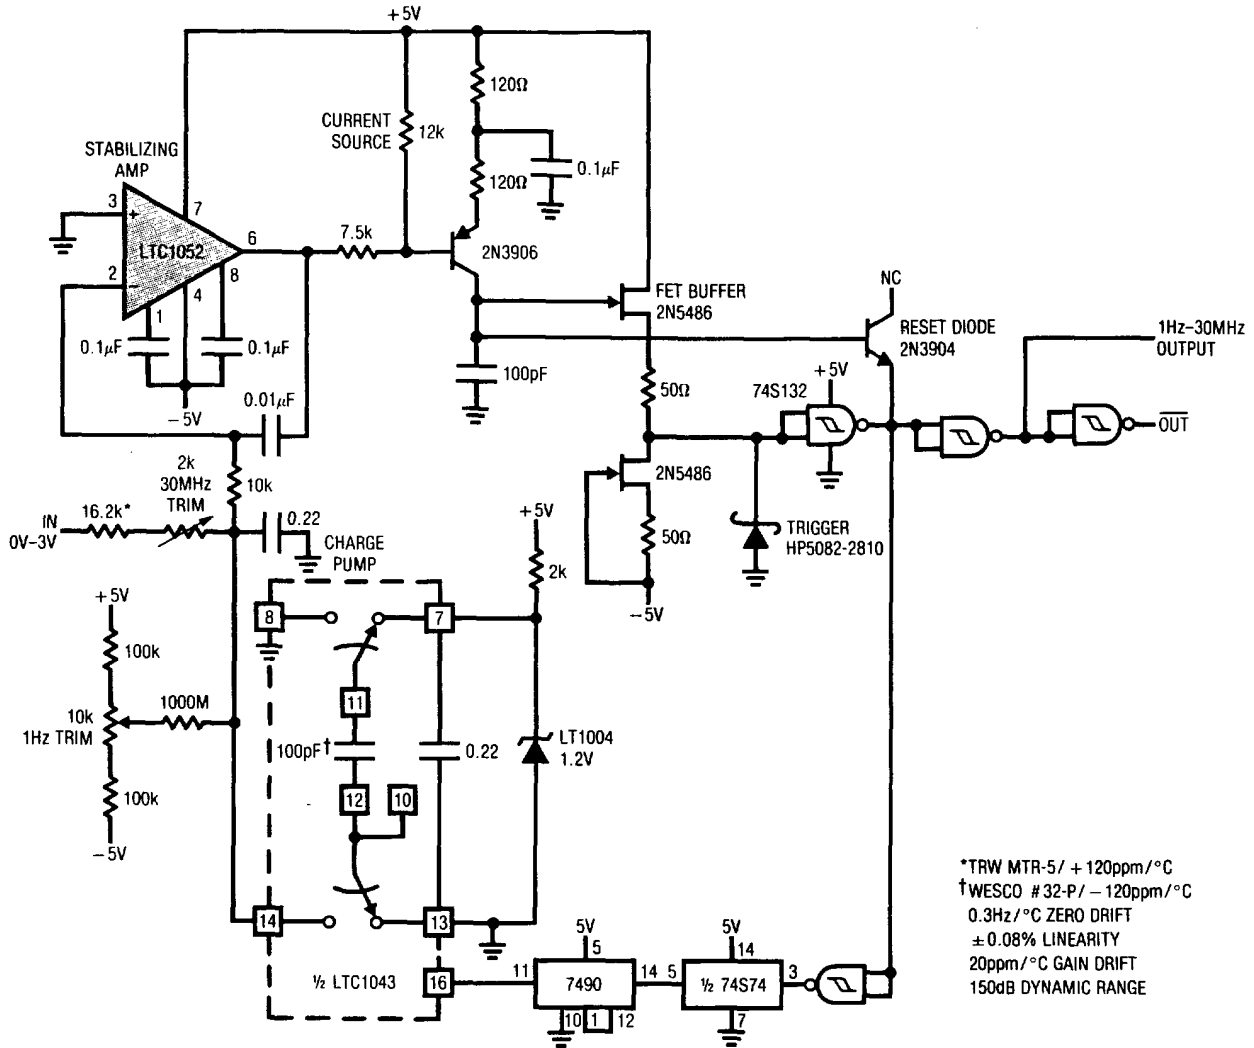 +5V
120Ω
CURRENT
SOURCE
12k
STABILIZING
AMP
0.1µF
120Ω
3
+
7
LTC1052
6
7.5k
2N3906
2
−
8
4
1
FET BUFFER
2N5486
NC
RESET DIODE
2N3904
1Hz–30MHz
OUTPUT
0.1µF
0.1µF
100pF
−5V
0.01µF
50Ω
+5V
74S132
OUT
2k
30MHz
TRIM
10k
2N5486
16.2k*
IN
0V–3V
0.22
+5V
TRIGGER
HP5082-2810
CHARGE
PUMP
50Ω
2k
−5V
+5V
8
7
100k
11
10k
1Hz TRIM
1000M
100pF†
0.22
LT1004
1.2V
12
10
100k
−5V
14
13
5V
5V
5
14
½ LTC1043
16
11
7490
14
5
½ 74S74
3
10
1
12
7
*TRW MTR-5/+120ppm/°C
†WESCO #32-P/−120ppm/°C
0.3Hz/°C ZERO DRIFT
±0.08% LINEARITY
20ppm/°C GAIN DRIFT
150dB DYNAMIC RANGE